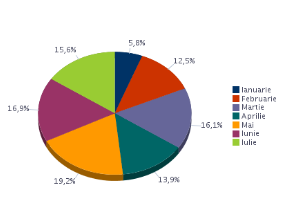 5,8%
15,6%
12,5%
16,9%
16,1%
19,2%
13,9%
Ianuarie
Februarie
Martie
Aprilie
Mai
Iunie
Iulie